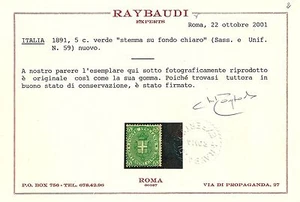 RAYBAUDI
EXPERTS
Roma, 22 ottobre 2001
ITALIA 1891, 5 c. verde "stemma su fondo chiaro" (Sass. e Unif.
N. 59) nuovo.
A nostro parere l'esemplare qui sotto fotograficamente riprodotto
è originale così come la sua gomma. Poichè trovasi tuttora in
buono stato di conservazione, è stato firmato.
ROMA
P.O. BOX 756 - TEL. 678.42.98
VIA DI PROPAGANDA, 27